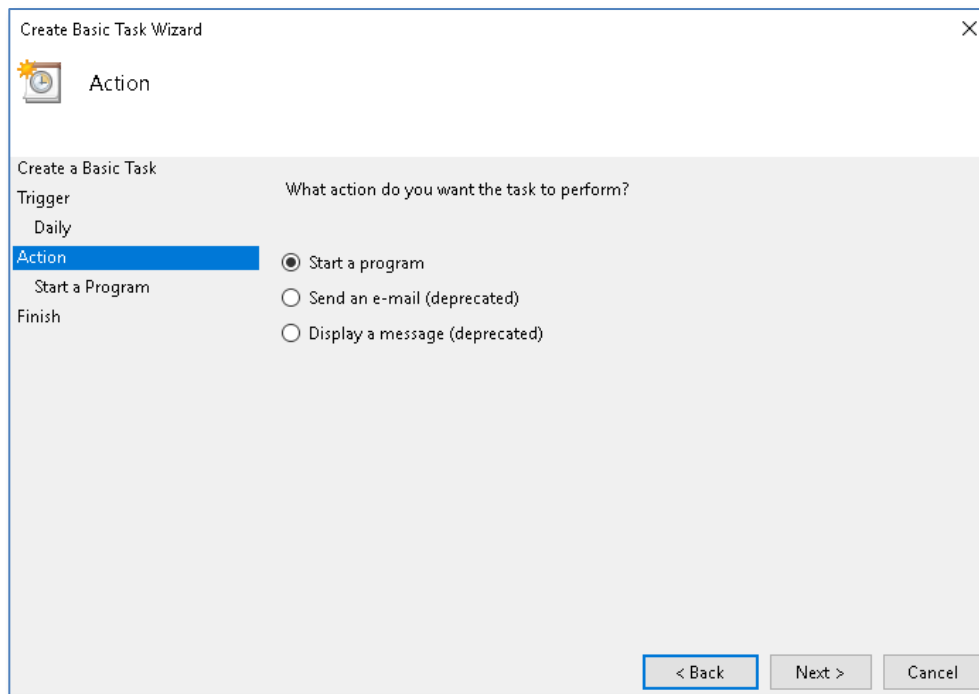 Create Basic Task Wizard
Action
Create a Basic Task
Trigger
Daily
Action
Start a Program
Finish
What action do you want the task to perform?
Start a program
Send an e-mail (deprecated)
Display a message (deprecated)
< Back
Next >
Cancel